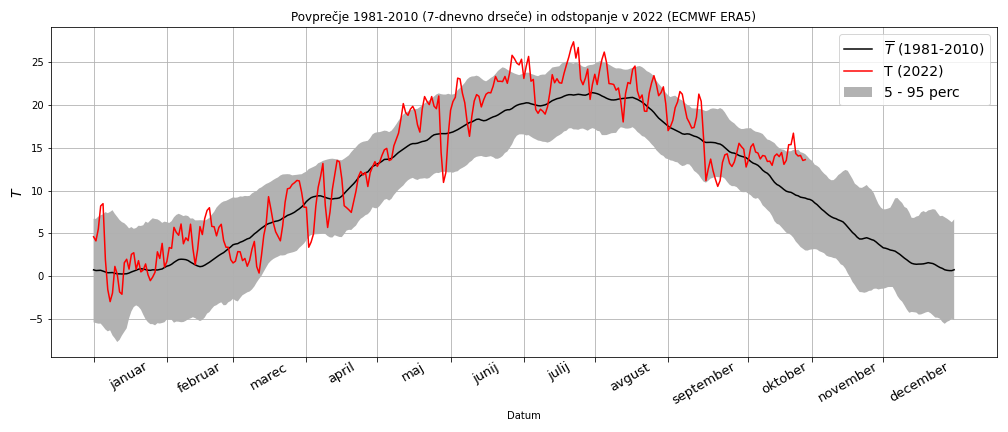 Povprečje 1981-2010 (7-dnevno drseče) in odstopanje v 2022 (ECMWF ERA5)
T̅ (1981-2010)
T (2022)
5 - 95 perc
25
20
15
10
5
0
−5
T
januar
februar
marec
april
maj
junij
julij
avgust
september
oktober
november
december
Datum